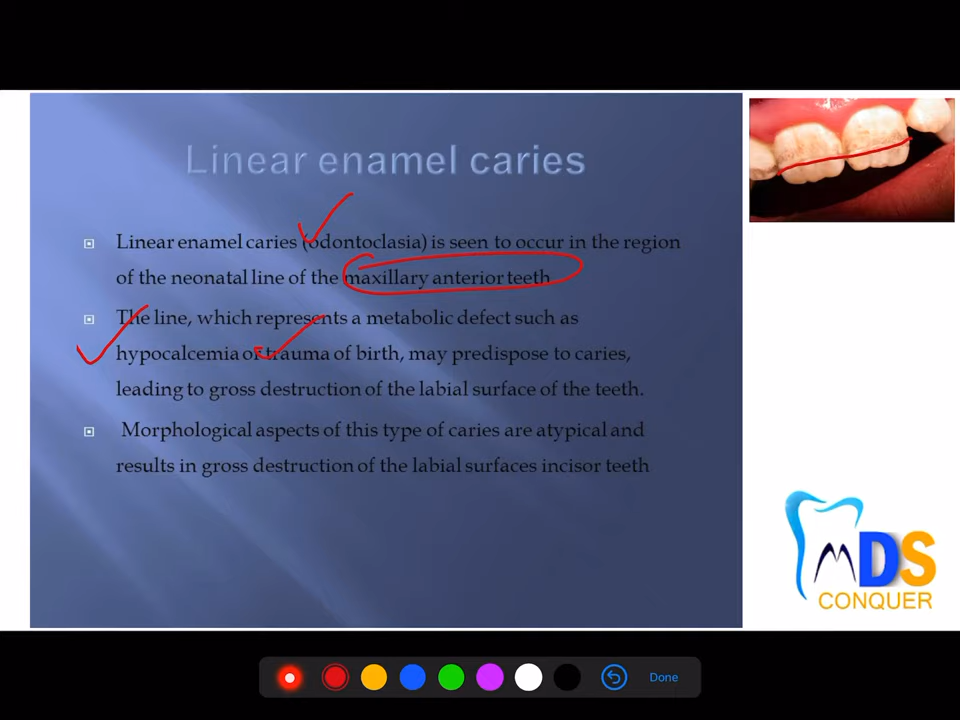 Linear enamel caries
Linear enamel caries (odontoclasia) is seen to occur in the region
of the neonatal line of the maxillary anterior teeth
The line, which represents a metabolic defect such as
hypocalcemia or trauma of birth, may predispose to caries,
leading to gross destruction of the labial surface of the teeth.
Morphological aspects of this type of caries are atypical and
results in gross destruction of the labial surfaces incisor teeth
MDS
CONQUER
Done